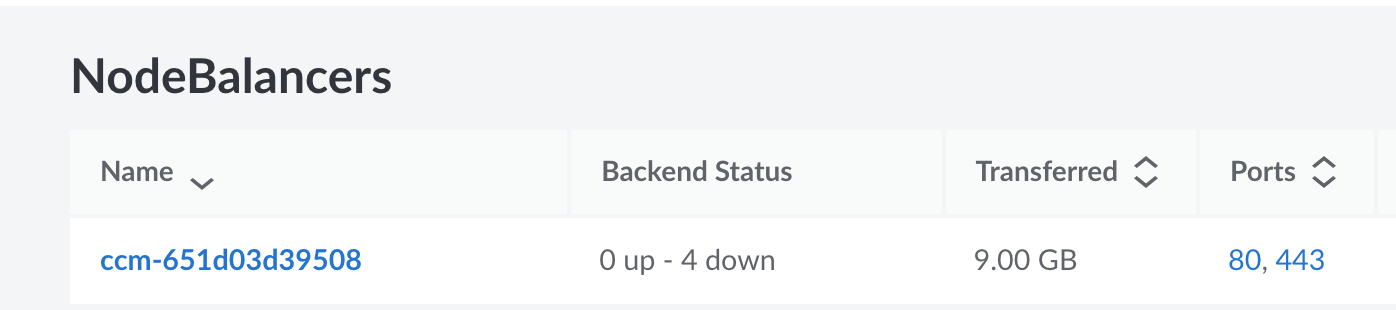 NodeBalancers
Name Backend Status Transferred Ports
ccm-651d03d39508 0 up - 4 down 9.00 GB 80, 443